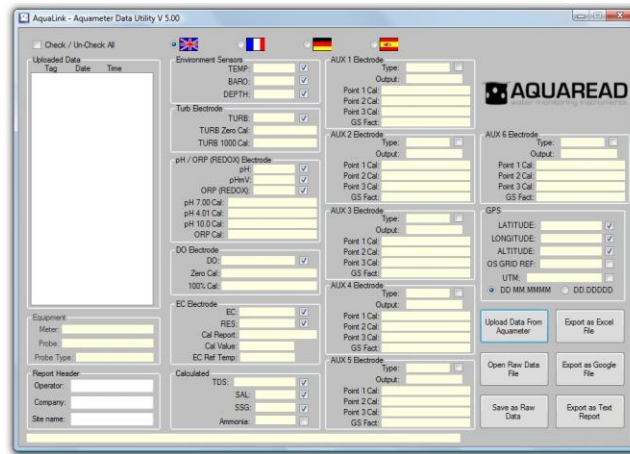 AquaLink - Aquameter Data Utility V 5.00
Check / Un-Check All
Uploaded Data
Tag Date Time
Equipment
Meter:
Probe:
Probe Type:
Report Header
Operator:
Company:
Site name:
Environment Sensors
TEMP:
BARO:
DEPTH:
Turb Electrode
TURB:
TURB Zero Cal:
TURB 1000 Cal:
pH / ORP (REDOX) Electrode
pH:
pHmV:
ORP (REDOX):
pH 7.00 Cal:
pH 4.01 Cal:
pH 10.0 Cal:
ORP Cal:
DO Electrode
DO:
Zero Cal:
100% Cal:
EC Electrode
EC:
RES:
Cal Report:
Cal Value:
EC Ref Temp:
Calculated
TDS:
SAL:
SSG:
Ammonia:
AUX 1 Electrode
Type:
Output:
Point 1 Cal:
Point 2 Cal:
Point 3 Cal:
GS Fact:
AUX 2 Electrode
Type:
Output:
Point 1 Cal:
Point 2 Cal:
Point 3 Cal:
GS Fact:
AUX 3 Electrode
Type:
Output:
Point 1 Cal:
Point 2 Cal:
Point 3 Cal:
GS Fact:
AUX 4 Electrode
Type:
Output:
Point 1 Cal:
Point 2 Cal:
Point 3 Cal:
GS Fact:
AUX 5 Electrode
Type:
Output:
Point 1 Cal:
Point 2 Cal:
Point 3 Cal:
GS Fact:
AQUAREAD
water monitoring instruments
AUX 6 Electrode
Type:
Output:
Point 1 Cal:
Point 2 Cal:
Point 3 Cal:
GS Fact:
GPS
LATITUDE:
LONGITUDE:
ALTITUDE:
OS GRID REF:
UTM:
DD MM.MMMM DD.DDDDD
Upload Data From
Aquameter
Export as Excel
File
Open Raw Data
File
Export as Google
File
Save as Raw
Data
Export as Text
Report